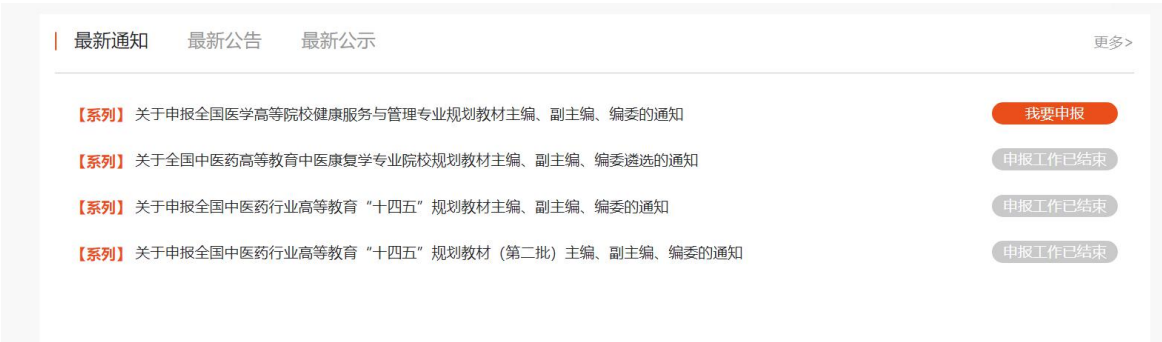 最新通知 最新公告 最新公示 更多>
【系列】 关于申报全国医学高等院校健康服务与管理专业规划教材主编、副主编、编委的通知 我要申报
【系列】 关于全国中医药高等教育中医康复学专业院校规划教材主编、副主编、编委遴选的通知 申报工作已结束
【系列】 关于申报全国中医药行业高等教育“十四五”规划教材主编、副主编、编委的通知 申报工作已结束
【系列】 关于申报全国中医药行业高等教育“十四五”规划教材（第二批）主编、副主编、编委的通知 申报工作已结束